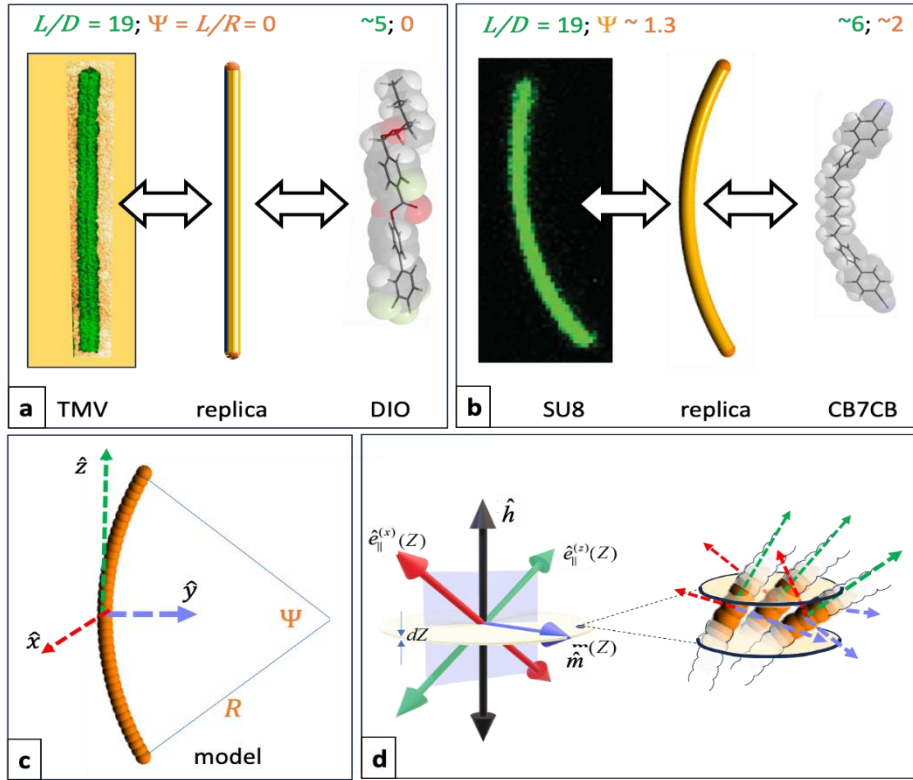 L/D = 19; Ψ = L/R = 0
~5; 0
TMV
replica
DIO
a
L/D = 19; Ψ ~ 1.3
~6; ~2
SU8
replica
CB7CB
b
ẑ
ŷ
x̂
Ψ
R
model
c
ĥ
ê∥⁽ˣ⁾(Z)
ê∥⁽ᶻ⁾(Z)
dZ
m̂(Z)
d